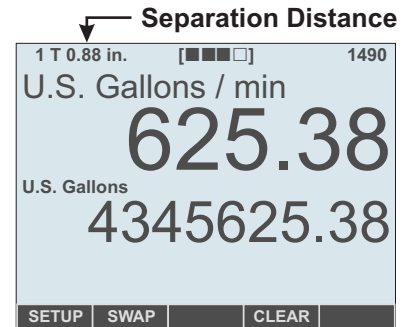 Separation Distance
1 T 0.88 in. [■■■□] 1490
U.S. Gallons / min
625.38
U.S. Gallons
4345625.38
SETUP SWAP CLEAR